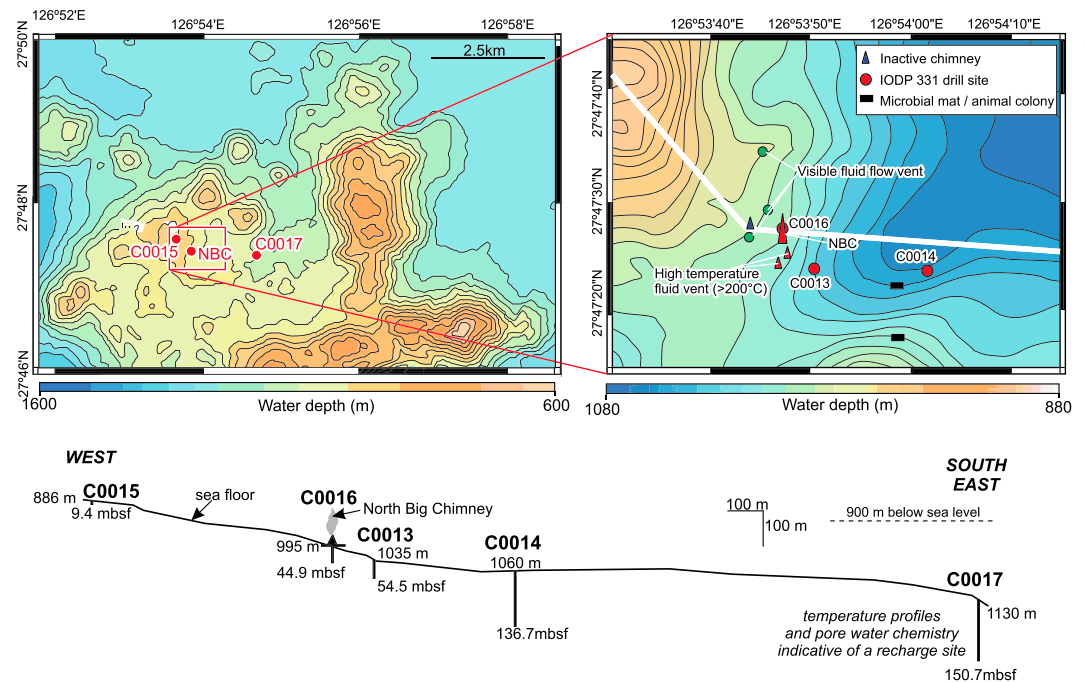 126°52'E
126°54'E
126°56'E
126°58'E
27°50'N
27°48'N
27°46'N
2.5km
C0015
NBC
C0017
1600
Water depth (m)
600
126°53'40"E
126°53'50"E
126°54'00"E
126°54'10"E
27°47'40"N
27°47'30"N
27°47'20"N
Inactive chimney
IODP 331 drill site
Microbial mat / animal colony
Visible fluid flow vent
C0016
NBC
C0014
High temperature
fluid vent (>200°C)
C0013
1080
Water depth (m)
880
WEST
SOUTH
EAST
886 m
C0015
9.4 mbsf
sea floor
C0016
North Big Chimney
995 m
44.9 mbsf
C0013
1035 m
54.5 mbsf
C0014
1060 m
136.7mbsf
100 m
100 m
900 m below sea level
C0017
1130 m
temperature profiles
and pore water chemistry
indicative of a recharge site
150.7mbsf